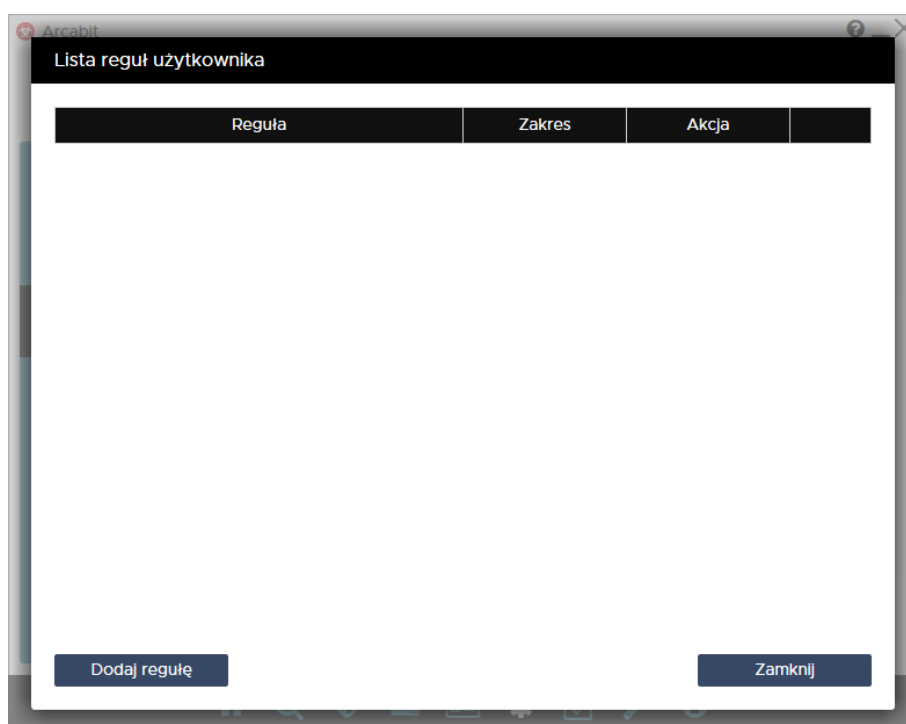 Arcabit
Lista reguł użytkownika
Reguła Zakres Akcja
Dodaj regułę Zamknij